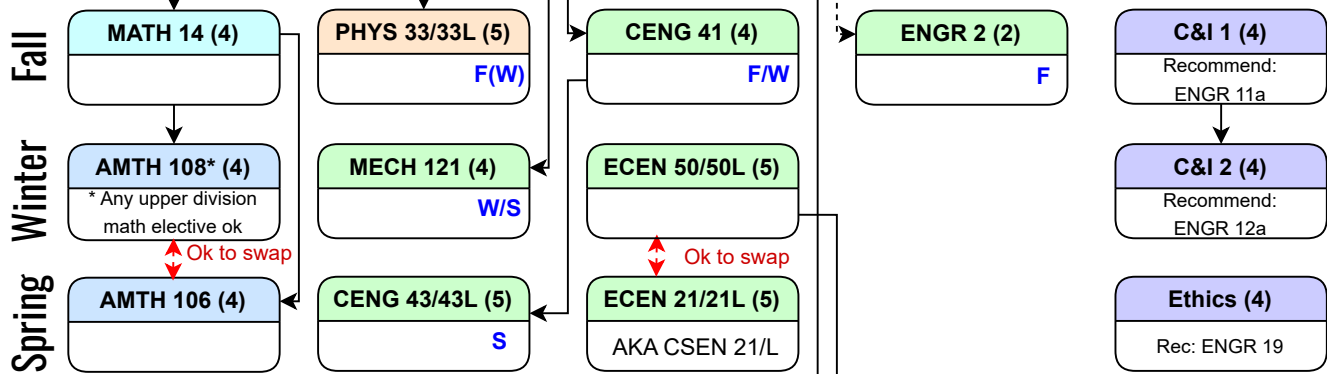 Fall
MATH 14 (4)
PHYS 33/33L (5)
F(W)
CENG 41 (4)
F/W
ENGR 2 (2)
F
C&I 1 (4)
Recommend:
ENGR 11a
Winter
AMTH 108* (4)
* Any upper division
math elective ok
MECH 121 (4)
W/S
ECEN 50/50L (5)
C&I 2 (4)
Recommend:
ENGR 12a
Ok to swap
Ok to swap
Spring
AMTH 106 (4)
CENG 43/43L (5)
S
ECEN 21/21L (5)
AKA CSEN 21/L
Ethics (4)
Rec: ENGR 19